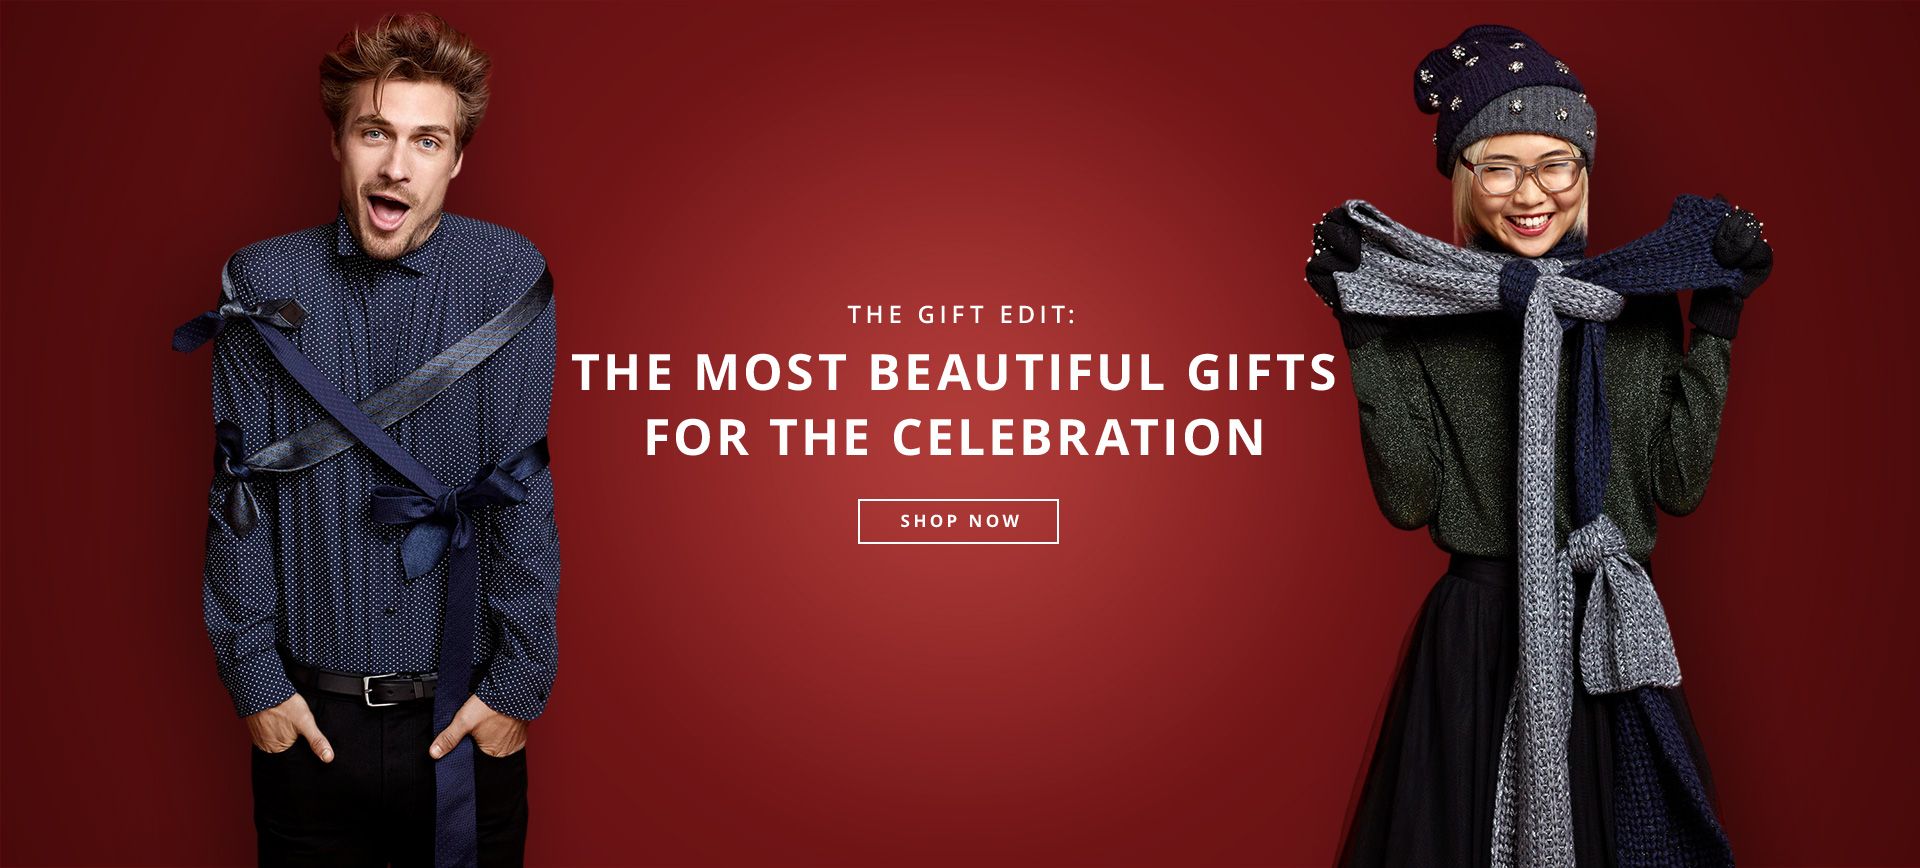 THE GIFT EDIT:
THE MOST BEAUTIFUL GIFTS
FOR THE CELEBRATION
SHOP NOW